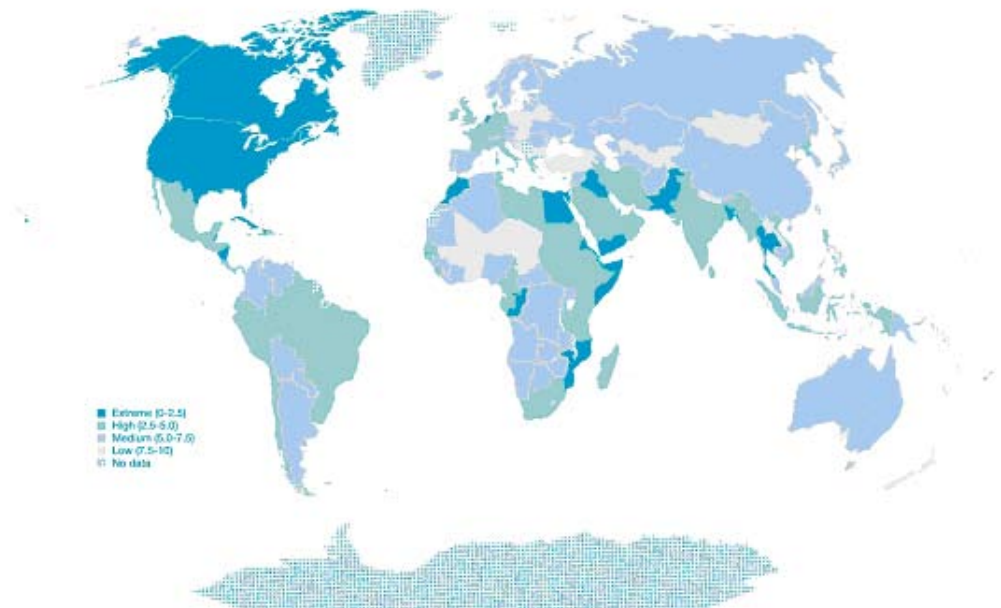 Extreme (0-2.5)
High (2.5-5.0)
Medium (5.0-7.5)
Low (7.5-10)
No data